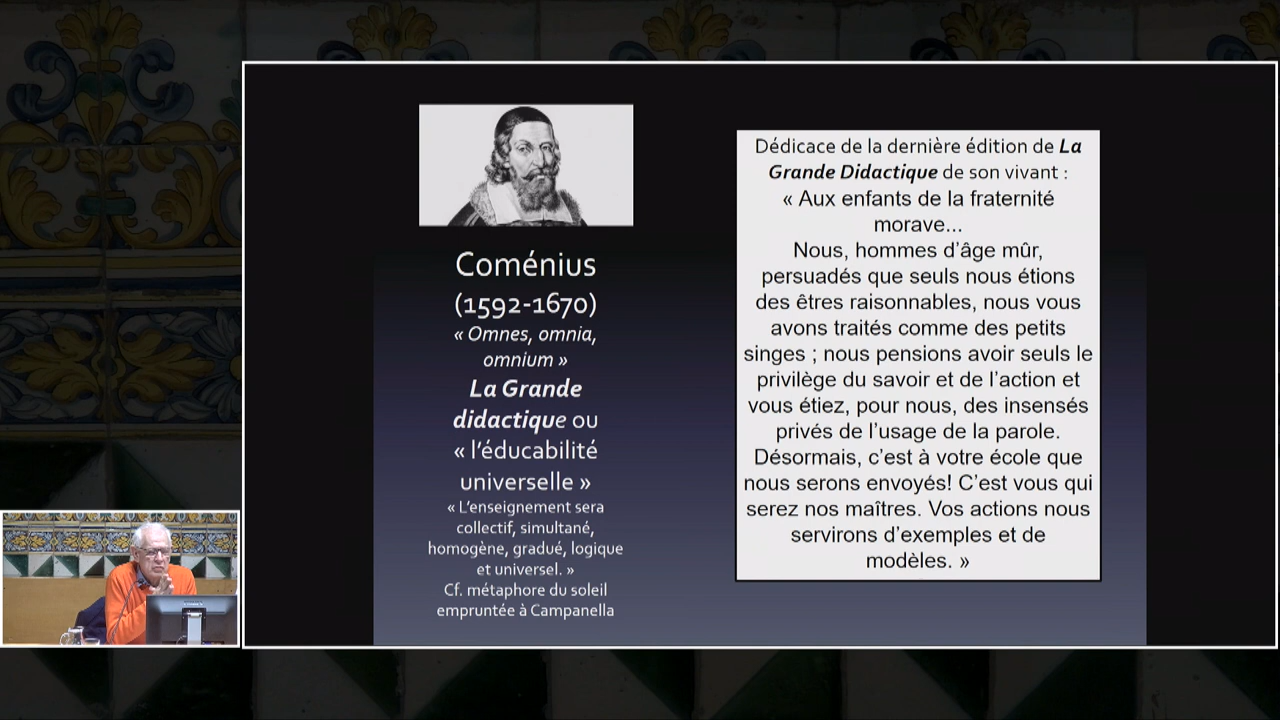 Coménius
(1592-1670)
« Omnes, omnia,
omnium »
La Grande
didactique ou
« l’éducabilité
universelle »
« L’enseignement sera
collectif, simultané,
homogène, gradué, logique
et universel. »
Cf. métaphore du soleil
empruntée à Campanella
Dédicace de la dernière édition de La
Grande Didactique de son vivant :
« Aux enfants de la fraternité
morave...
Nous, hommes d’âge mûr,
persuadés que seuls nous étions
des êtres raisonnables, nous vous
avons traités comme des petits
singes ; nous pensions avoir seuls le
privilège du savoir et de l’action et
vous étiez, pour nous, des insensés
privés de l’usage de la parole.
Désormais, c’est à votre école que
nous serons envoyés! C’est vous qui
serez nos maîtres. Vos actions nous
servirons d’exemples et de
modèles. »